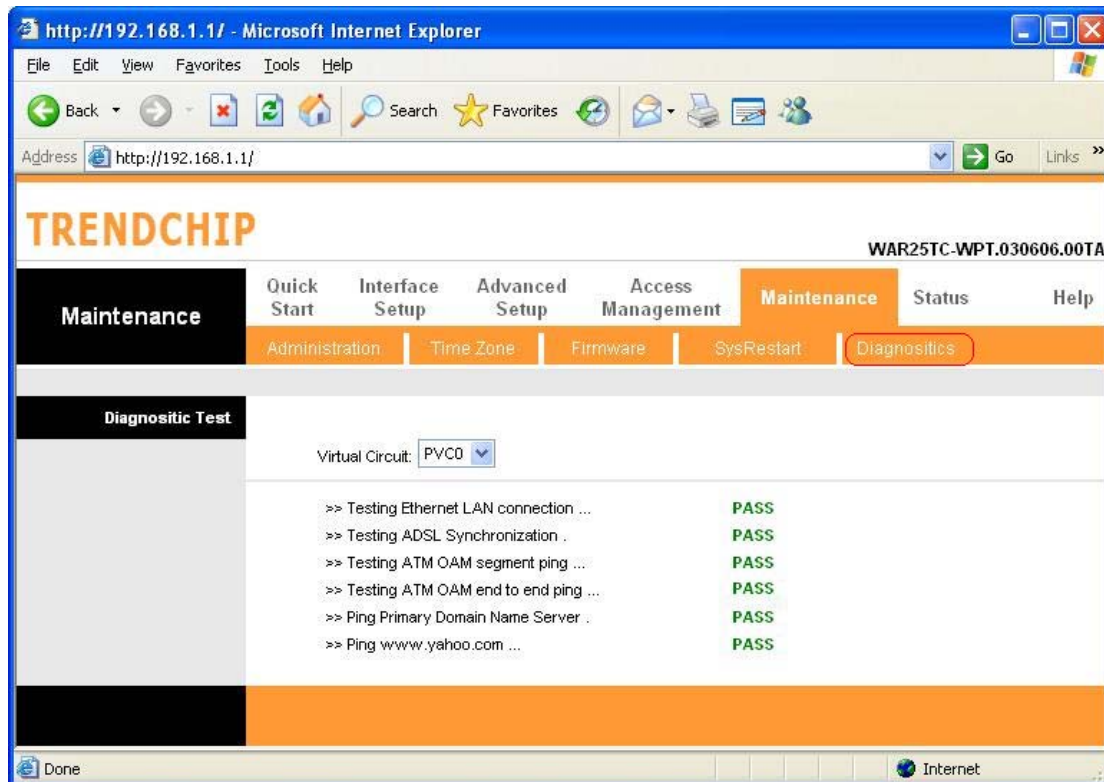 http://192.168.1.1/ - Microsoft Internet Explorer
File Edit View Favorites Tools Help
Back Search Favorites
Address http://192.168.1.1/ Go Links »
TRENDCHIP
WAR25TC-WPT.030606.00TA
Maintenance
Quick Start Interface Setup Advanced Setup Access Management Maintenance Status Help
Administration Time Zone Firmware SysRestart Diagnositics
Diagnositic Test
Virtual Circuit: PVC0
>> Testing Ethernet LAN connection ... PASS
>> Testing ADSL Synchronization . PASS
>> Testing ATM OAM segment ping ... PASS
>> Testing ATM OAM end to end ping ... PASS
>> Ping Primary Domain Name Server . PASS
>> Ping www.yahoo.com ... PASS
Done Internet